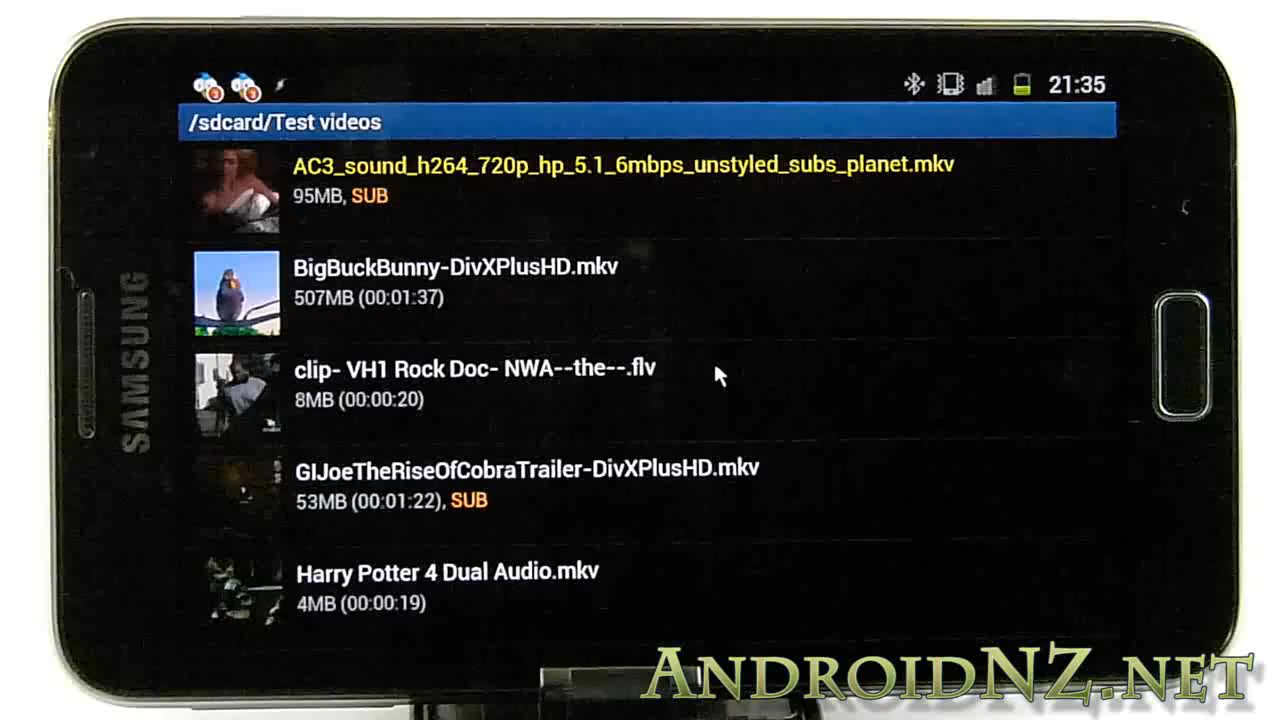 21:35
/sdcard/Test videos
AC3_sound_h264_720p_hp_5.1_6mbps_unstyled_subs_planet.mkv
95MB, SUB
BigBuckBunny-DivXPlusHD.mkv
507MB (00:01:37)
clip- VH1 Rock Doc- NWA--the--.flv
8MB (00:00:20)
GIJoeTheRiseOfCobraTrailer-DivXPlusHD.mkv
53MB (00:01:22), SUB
Harry Potter 4 Dual Audio.mkv
4MB (00:00:19)
SAMSUNG
ANDROIDNZ.NET